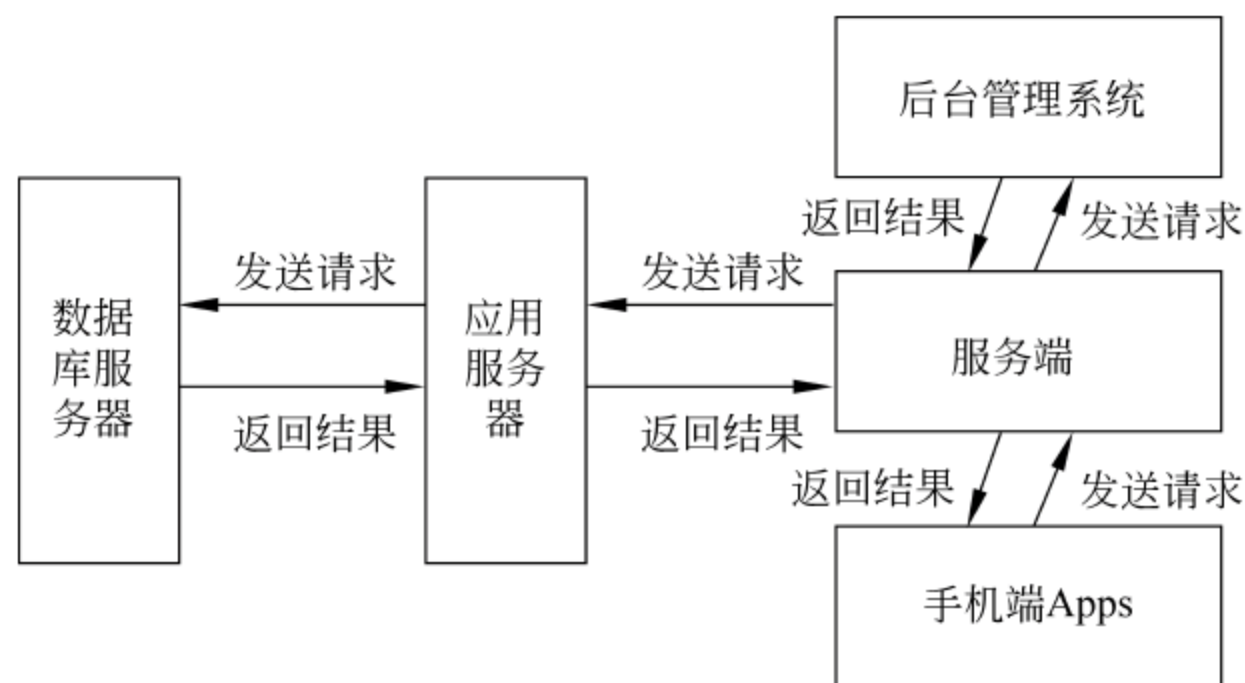 后台管理系统
返回结果
发送请求
发送请求
发送请求
数据
库服
务器
应用
服务
器
服务端
返回结果
返回结果
返回结果
发送请求
手机端Apps